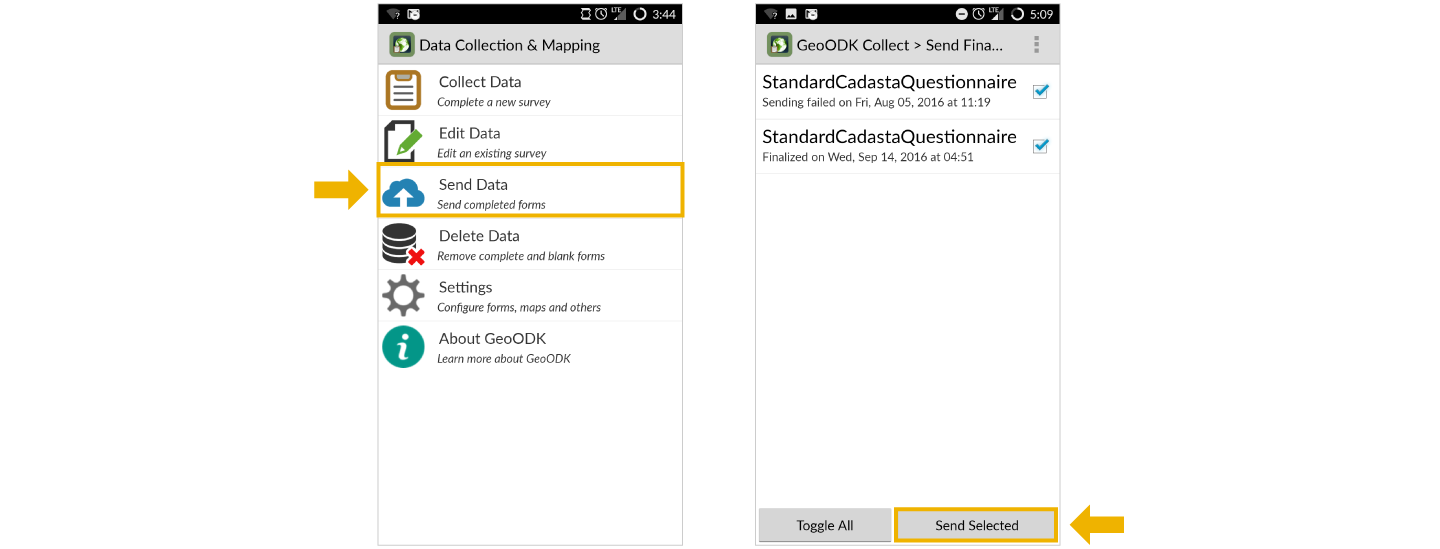 LTE 3:44
Data Collection & Mapping
Collect Data
Complete a new survey
Edit Data
Edit an existing survey
Send Data
Send completed forms
Delete Data
Remove complete and blank forms
Settings
Configure forms, maps and others
About GeoODK
Learn more about GeoODK
LTE 5:09
GeoODK Collect > Send Fina...
StandardCadastaQuestionnaire
Sending failed on Fri, Aug 05, 2016 at 11:19
StandardCadastaQuestionnaire
Finalized on Wed, Sep 14, 2016 at 04:51
Toggle All
Send Selected